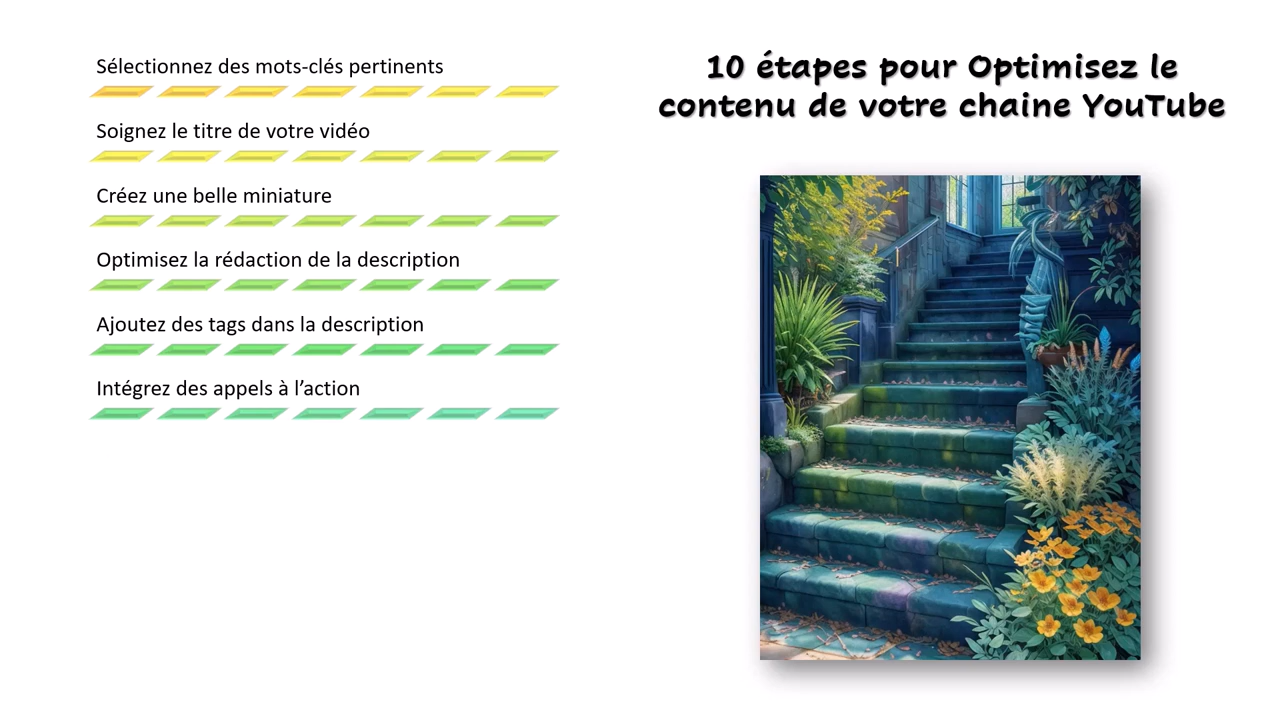 Sélectionnez des mots-clés pertinents
Soignez le titre de votre vidéo
Créez une belle miniature
Optimisez la rédaction de la description
Ajoutez des tags dans la description
Intégrez des appels à l’action
10 étapes pour Optimisez le
contenu de votre chaine YouTube